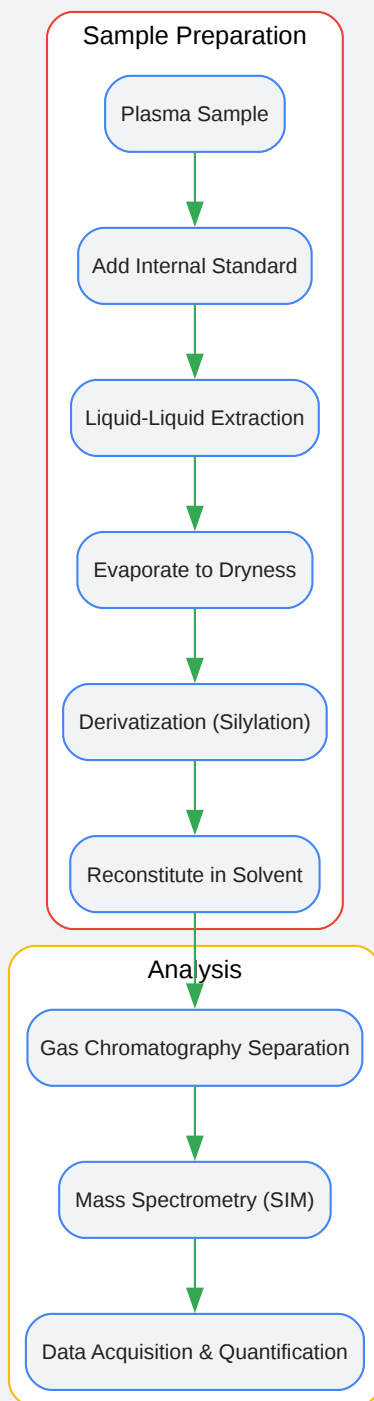 Sample Preparation
Plasma Sample
Add Internal Standard
Liquid-Liquid Extraction
Evaporate to Dryness
Derivatization (Silylation)
Reconstitute in Solvent
Analysis
Gas Chromatography Separation
Mass Spectrometry (SIM)
Data Acquisition & Quantification